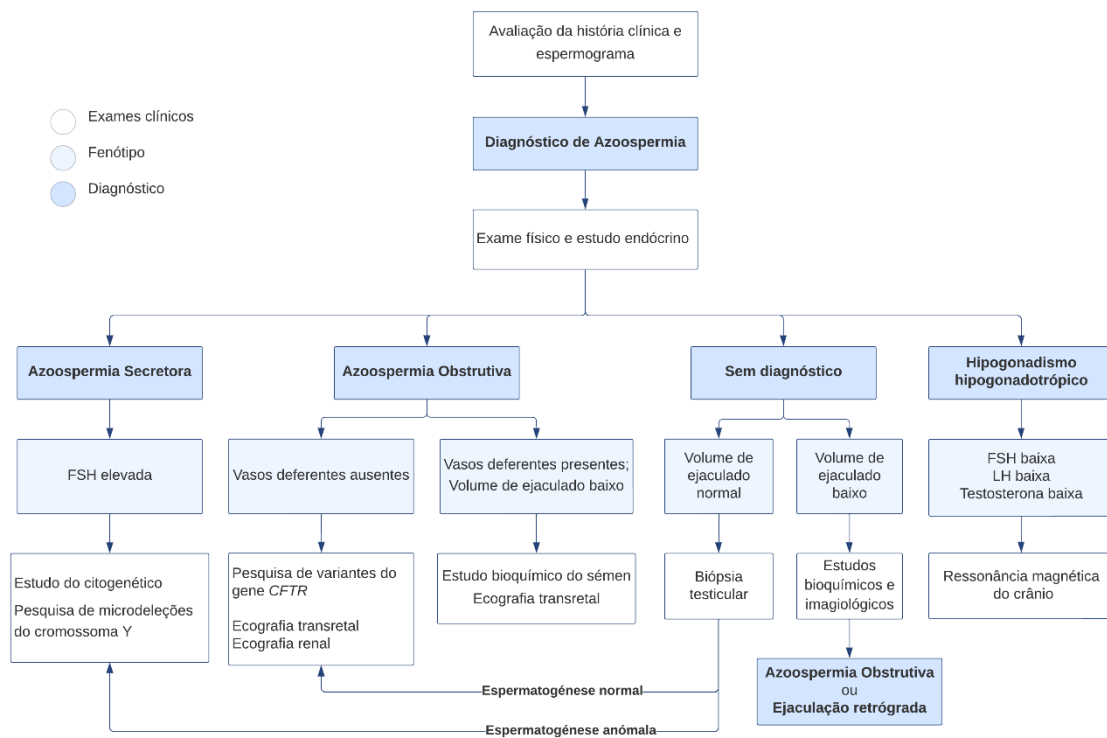 Avaliação da história clínica e
espermograma
Exames clínicos
Fenótipo
Diagnóstico
Diagnóstico de Azoospermia
Exame físico e estudo endócrino
Azoospermia Secretora
Azoospermia Obstrutiva
Sem diagnóstico
Hipogonadismo
hipogonadotrópico
FSH elevada
Vasos deferentes ausentes
Vasos deferentes presentes;
Volume de ejaculado baixo
Volume de
ejaculado
normal
Volume de
ejaculado
baixo
FSH baixa
LH baixa
Testosterona baixa
Estudo do citogenético
Pesquisa de microdeleções
do cromossoma Y
Pesquisa de variantes do
gene CFTR
Ecografia transretal
Ecografia renal
Estudo bioquímico do sémen
Ecografia transretal
Biópsia
testicular
Estudos
bioquímicos e
imagiológicos
Ressonância magnética
do crânio
Azoospermia Obstrutiva
ou
Ejaculação retrógrada
Espermatogénese normal
Espermatogénese anómala